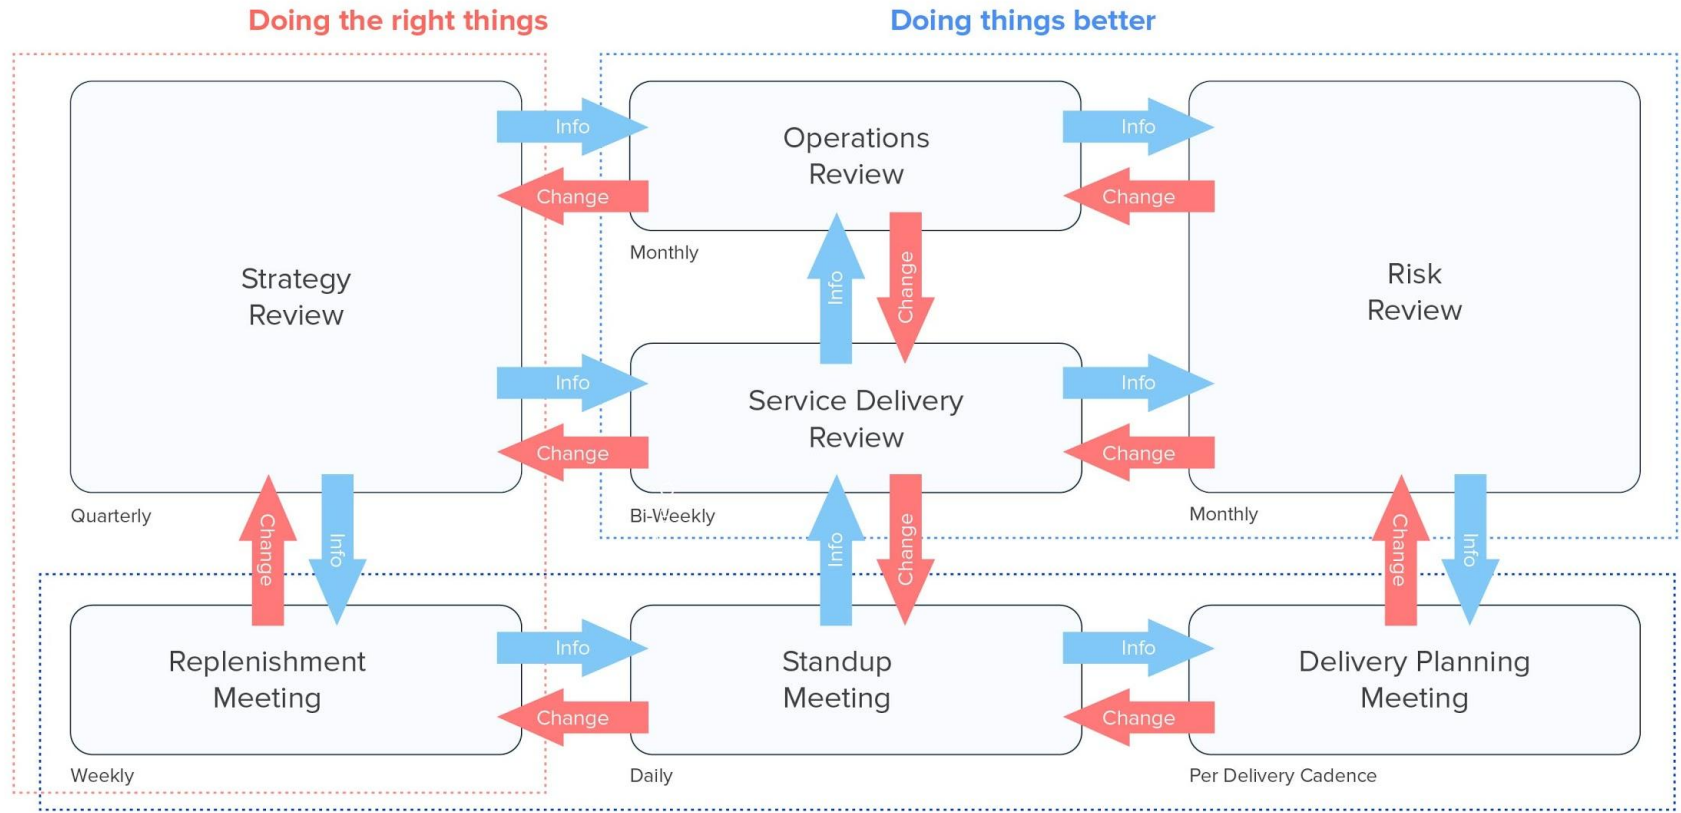 Doing the right things
Doing things better
Info
Info
Operations
Review
Change
Change
Monthly
Strategy
Review
Info
Change
Risk
Review
Info
Info
Service Delivery
Review
Change
Change
Quarterly
Bi-Weekly
Monthly
Change
Info
Info
Change
Change
Info
Info
Info
Replenishment
Meeting
Standup
Meeting
Delivery Planning
Meeting
Change
Change
Weekly
Daily
Per Delivery Cadence